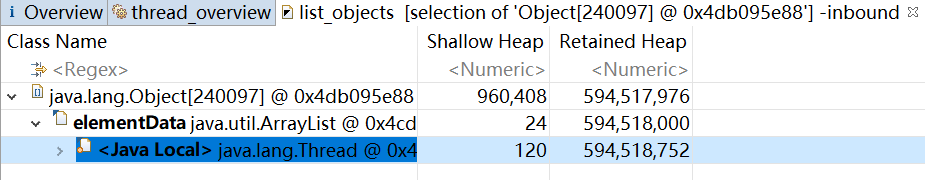 Overview thread_overview list_objects [selection of 'Object[240097] @ 0x4db095e88'] -inbound
Class Name Shallow Heap Retained Heap
<Regex> <Numeric> <Numeric>
java.lang.Object[240097] @ 0x4db095e88 960,408 594,517,976
elementData java.util.ArrayList @ 0x4cd 24 594,518,000
<Java Local> java.lang.Thread @ 0x4 120 594,518,752